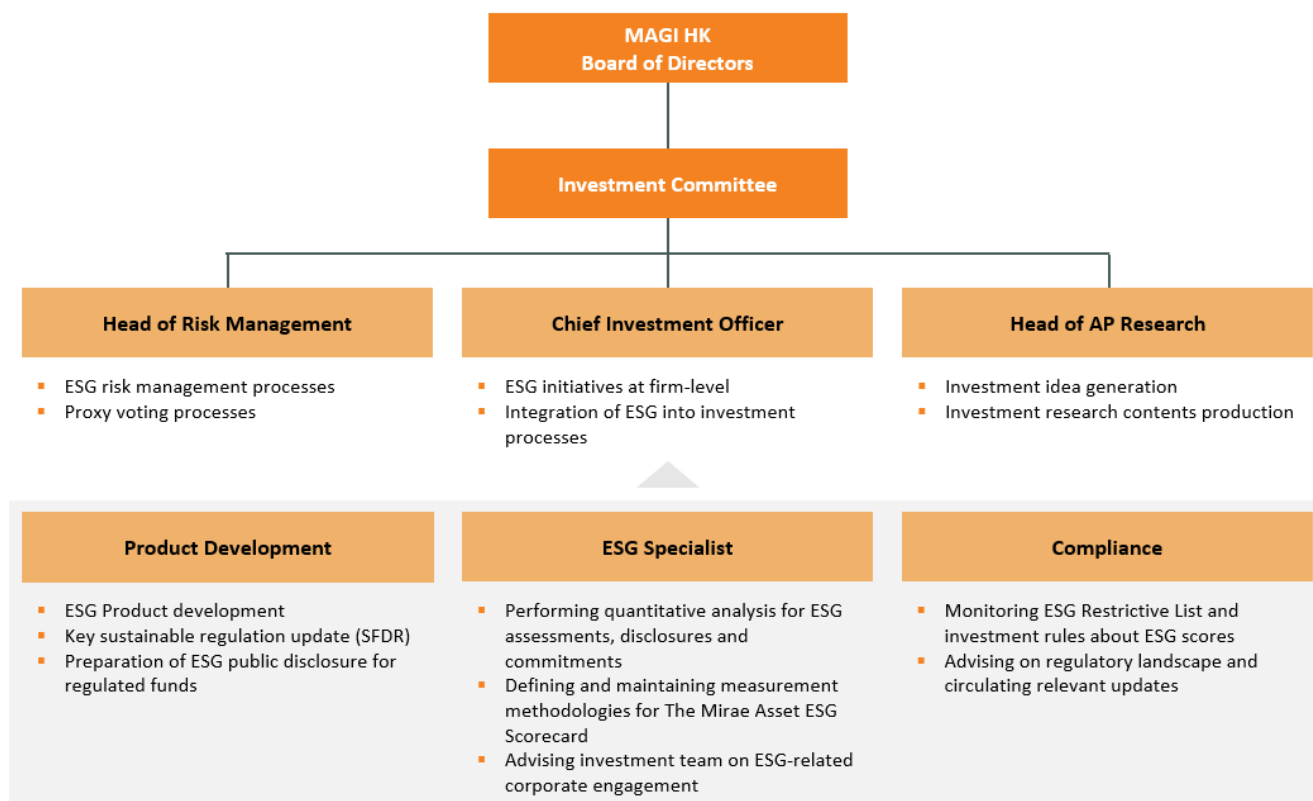 MAGI HK
Board of Directors
Investment Committee
Head of Risk Management
▪ ESG risk management processes
▪ Proxy voting processes
Chief Investment Officer
▪ ESG initiatives at firm-level
▪ Integration of ESG into investment
processes
Head of AP Research
▪ Investment idea generation
▪ Investment research contents production
Product Development
▪ ESG Product development
▪ Key sustainable regulation update (SFDR)
▪ Preparation of ESG public disclosure for
regulated funds
ESG Specialist
▪ Performing quantitative analysis for ESG
assessments, disclosures and
commitments
▪ Defining and maintaining measurement
methodologies for The Mirae Asset ESG
Scorecard
▪ Advising investment team on ESG-related
corporate engagement
Compliance
▪ Monitoring ESG Restrictive List and
investment rules about ESG scores
▪ Advising on regulatory landscape and
circulating relevant updates